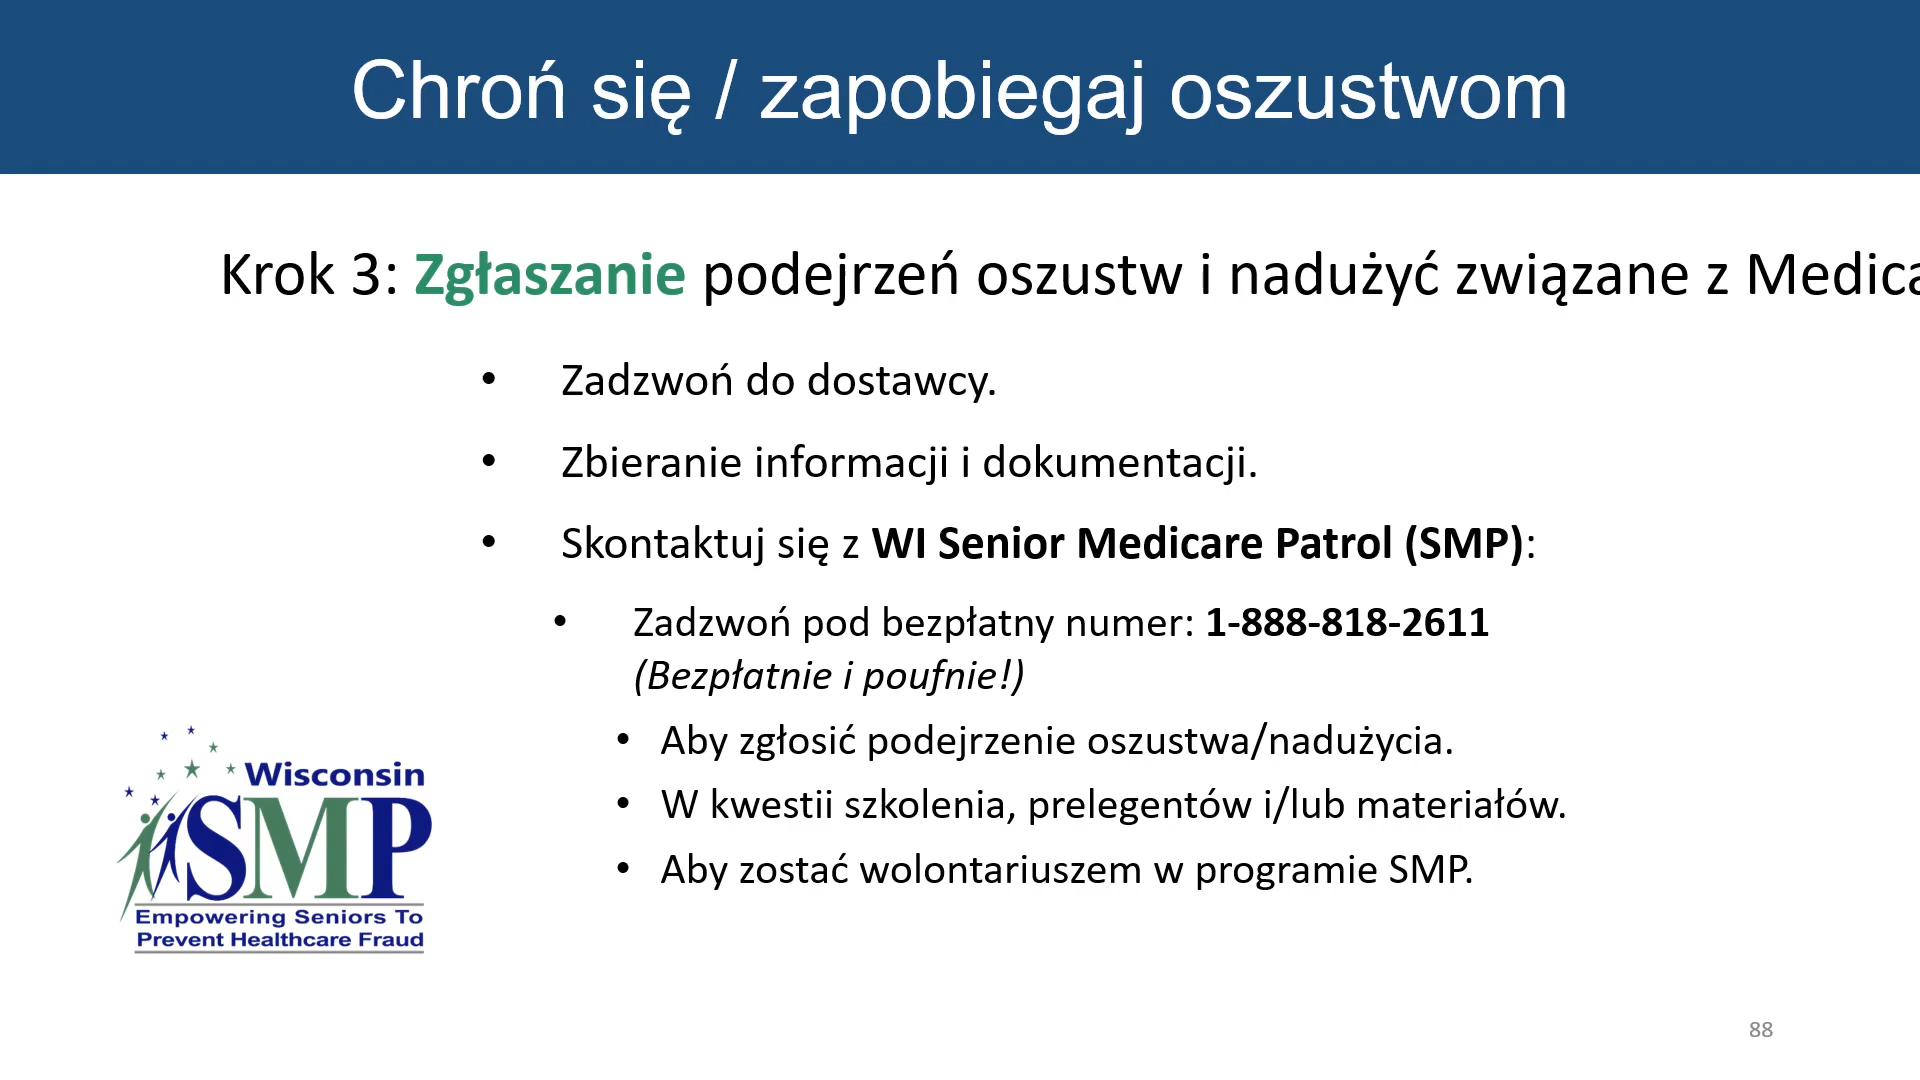 Chroń się / zapobiegaj oszustwom
Krok 3: Zgłaszanie podejrzeń oszustw i nadużyć związane z
• Zadzwoń do dostawcy.
• Zbieranie informacji i dokumentacji.
• Skontaktuj się z WI Senior Medicare Patrol (SMP):
• Zadzwoń pod bezpłatny numer: 1-888-818-2611
(Bezpłatnie i poufnie!)
• Aby zgłosić podejrzenie oszustwa/nadużycia.
• W kwestii szkolenia, prelegentów i/lub materiałów.
• Aby zostać wolontariuszem w programie SMP.
Wisconsin
SMP
Empowering Seniors To
Prevent Healthcare Fraud
88